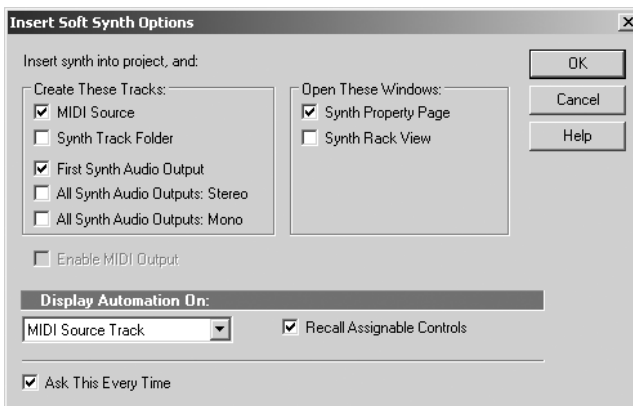 Insert Soft Synth Options
Insert synth into project, and:
Create These Tracks:
MIDI Source
Synth Track Folder
First Synth Audio Output
All Synth Audio Outputs: Stereo
All Synth Audio Outputs: Mono
Open These Windows:
Synth Property Page
Synth Rack View
OK
Cancel
Help
Enable MIDI Output
Display Automation On:
MIDI Source Track
Recall Assignable Controls
Ask This Every Time